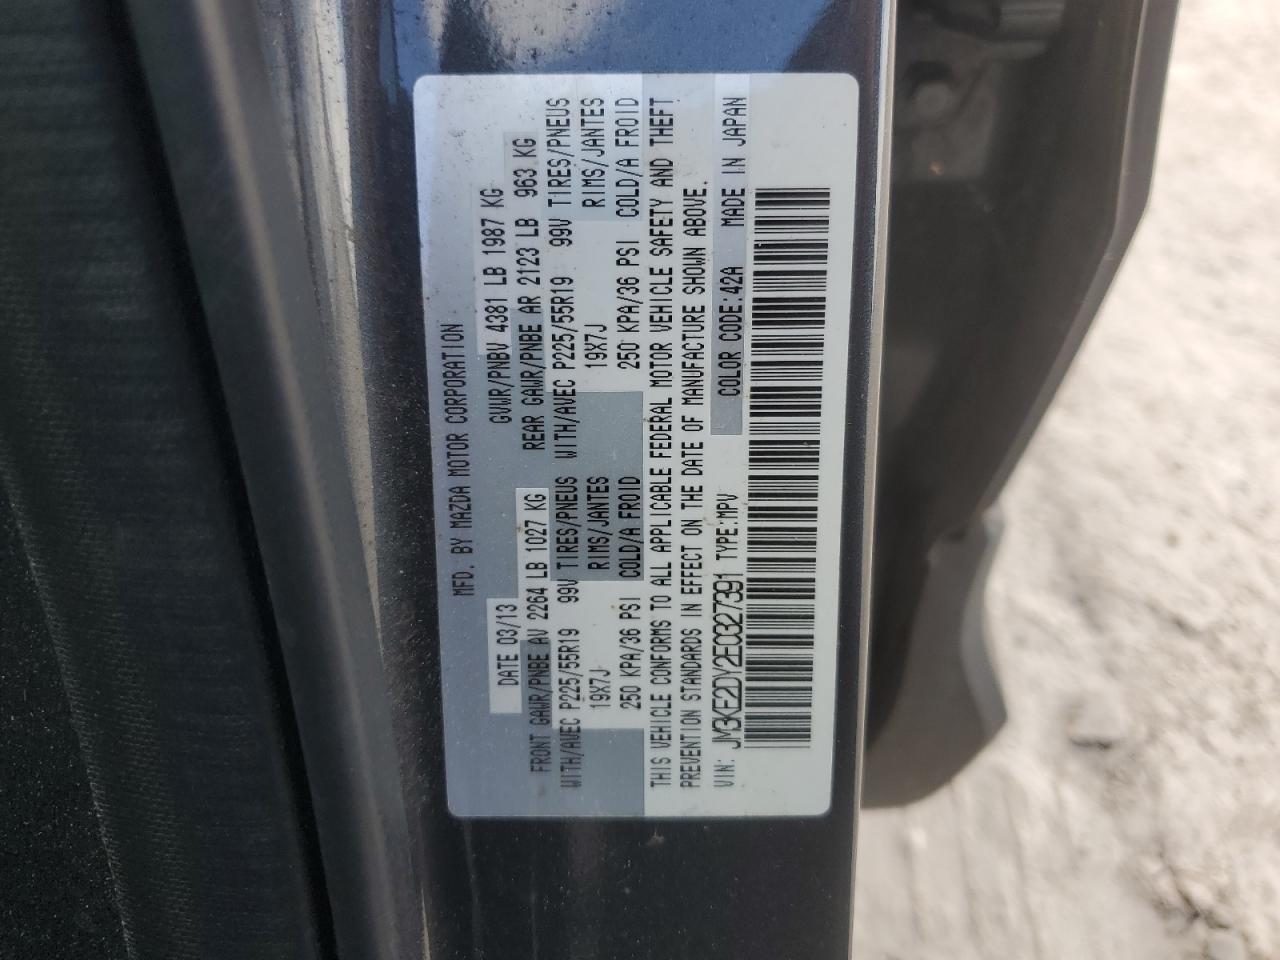 MFD. BY MAZDA MOTOR CORPORATION
DATE 03/13 GVWR/PNBV 4381 LB 1987 KG
FRONT GAWR/PNBE AV 2264 LB 1027 KG REAR GAWR/PNBE AR 2123 LB 963 KG
WITH/AVEC P225/55R19 99V TIRES/PNEUS WITH/AVEC P225/55R19 99V TIRES/PNEUS
19X7J RIMS/JANTES 19X7J RIMS/JANTES
250 KPA/36 PSI COLD/A FROID 250 KPA/36 PSI COLD/A FROID
THIS VEHICLE CONFORMS TO ALL APPLICABLE FEDERAL MOTOR VEHICLE SAFETY AND THEFT
PREVENTION STANDARDS IN EFFECT ON THE DATE OF MANUFACTURE SHOWN ABOVE.
VIN: JM3KE2DY2E0327391 TYPE:MPV COLOR CODE:42A MADE IN JAPAN